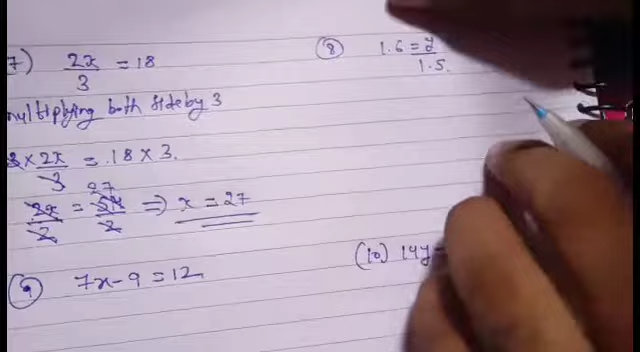 7) 2x/3 = 18
multiplying both side by 3
3 × 2x/3 = 18 × 3.
2x/2 = 54/2 27 => x = 27
(8) 1.6 = y/1.5.
(9) 7x - 9 = 12
(10) 14y